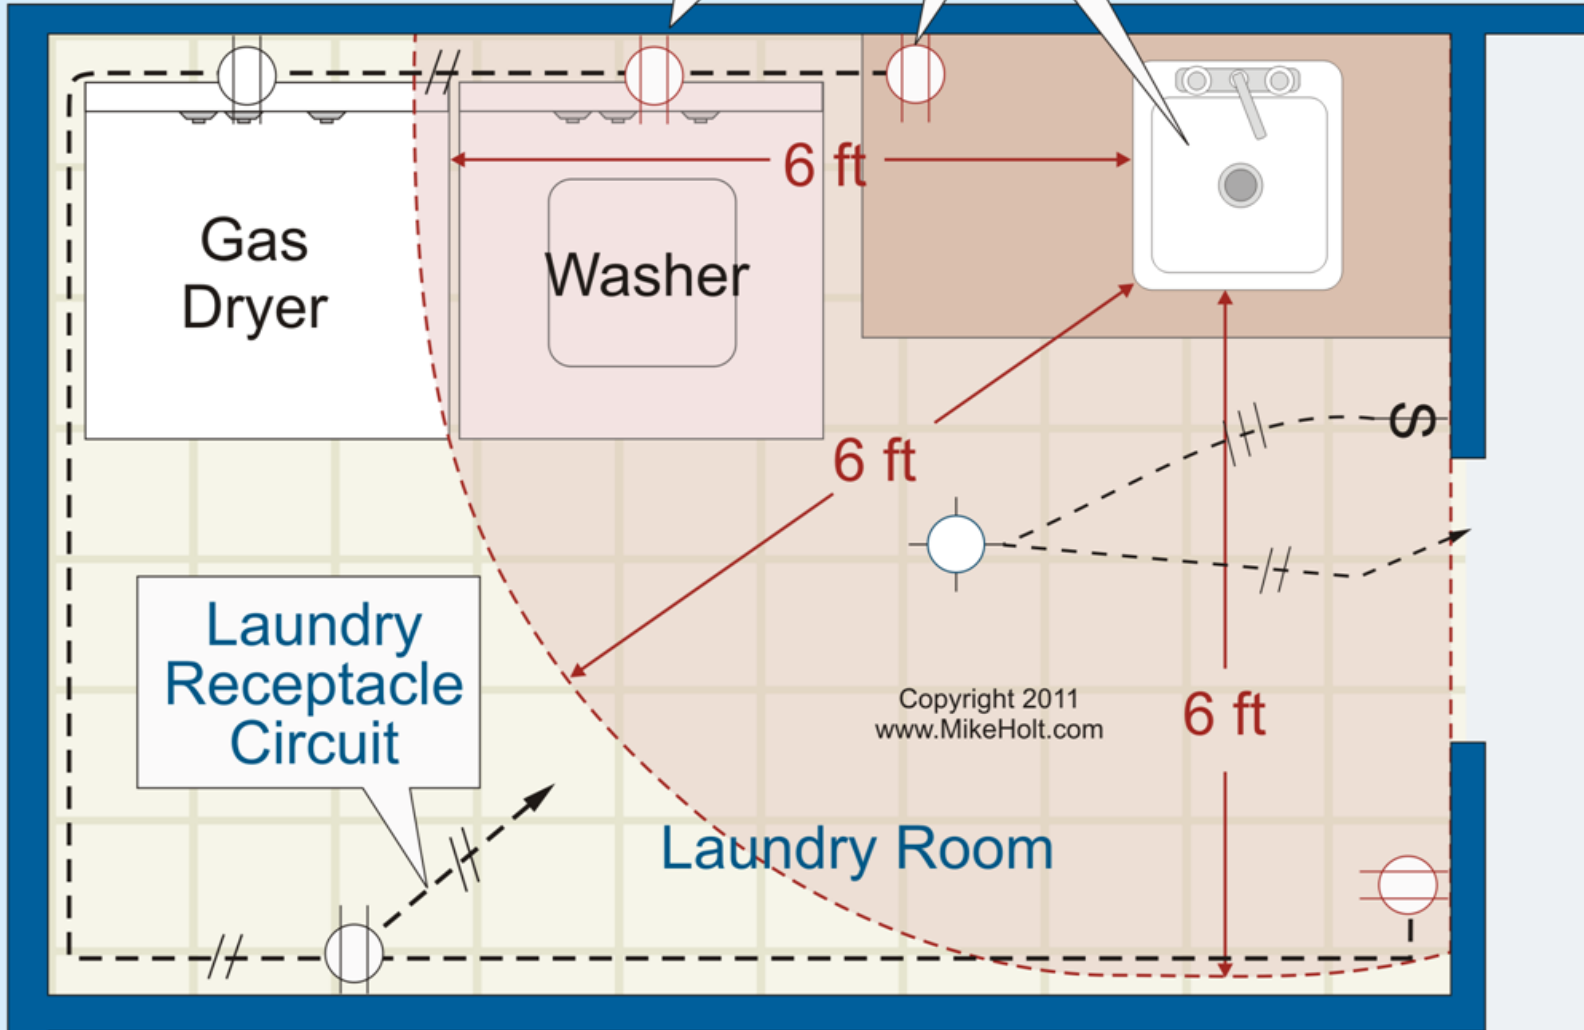 6 ft
Gas
Dryer
Washer
S
6 ft
Laundry
Receptacle
Circuit
Copyright 2011
www.MikeHolt.com
6 ft
Laundry Room